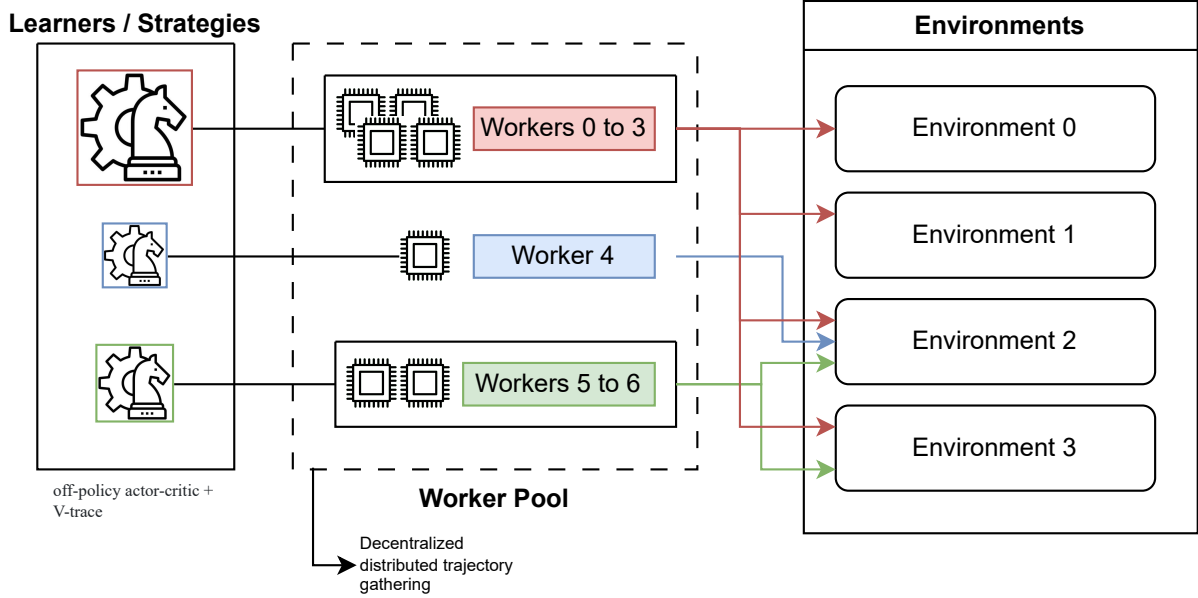 Learners / Strategies
off-policy actor-critic +
V-trace
Workers 0 to 3
Worker 4
Workers 5 to 6
Worker Pool
Decentralized
distributed trajectory
gathering
Environments
Environment 0
Environment 1
Environment 2
Environment 3